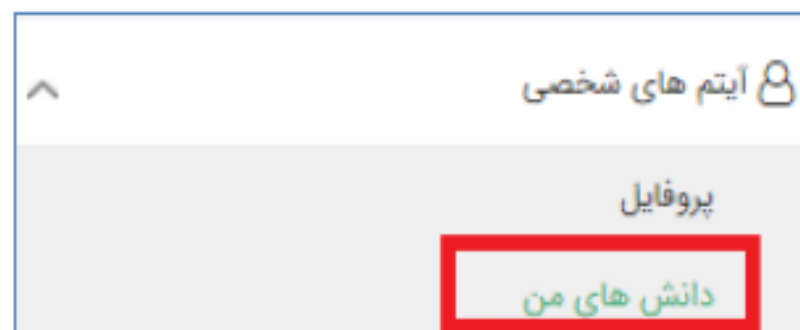 آیتم های شخصی
پروفایل
دانش های من